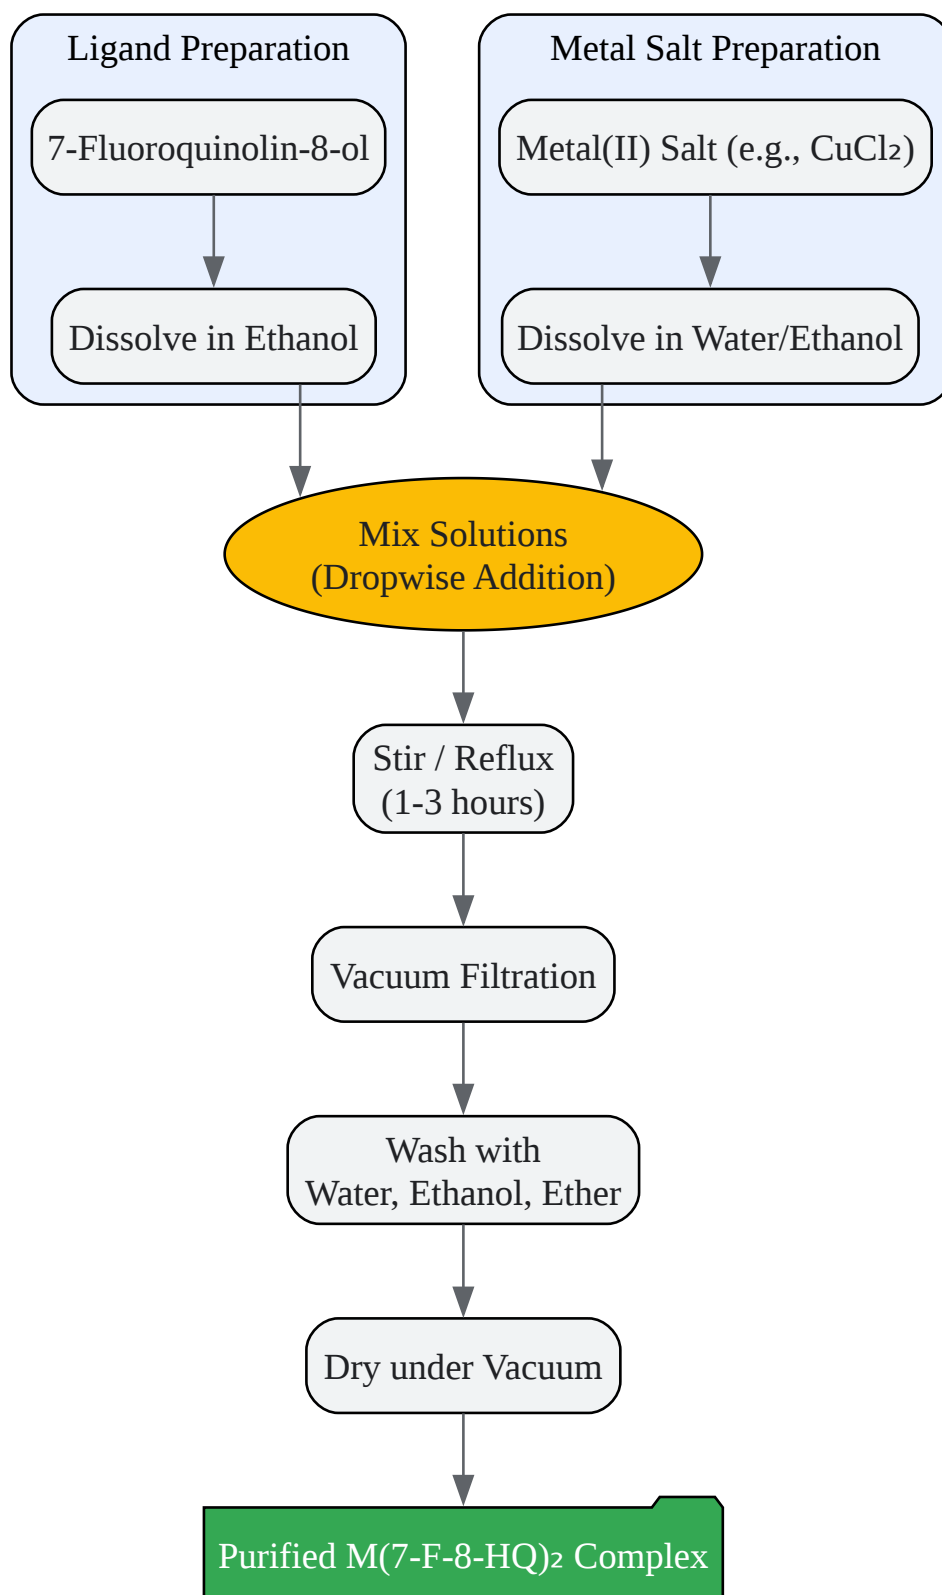 Ligand Preparation
7-Fluoroquinolin-8-ol
Dissolve in Ethanol
Metal Salt Preparation
Metal(II) Salt (e.g., CuCl₂)
Dissolve in Water/Ethanol
Mix Solutions
(Dropwise Addition)
Stir / Reflux
(1-3 hours)
Vacuum Filtration
Wash with
Water, Ethanol, Ether
Dry under Vacuum
Purified M(7-F-8-HQ)₂ Complex